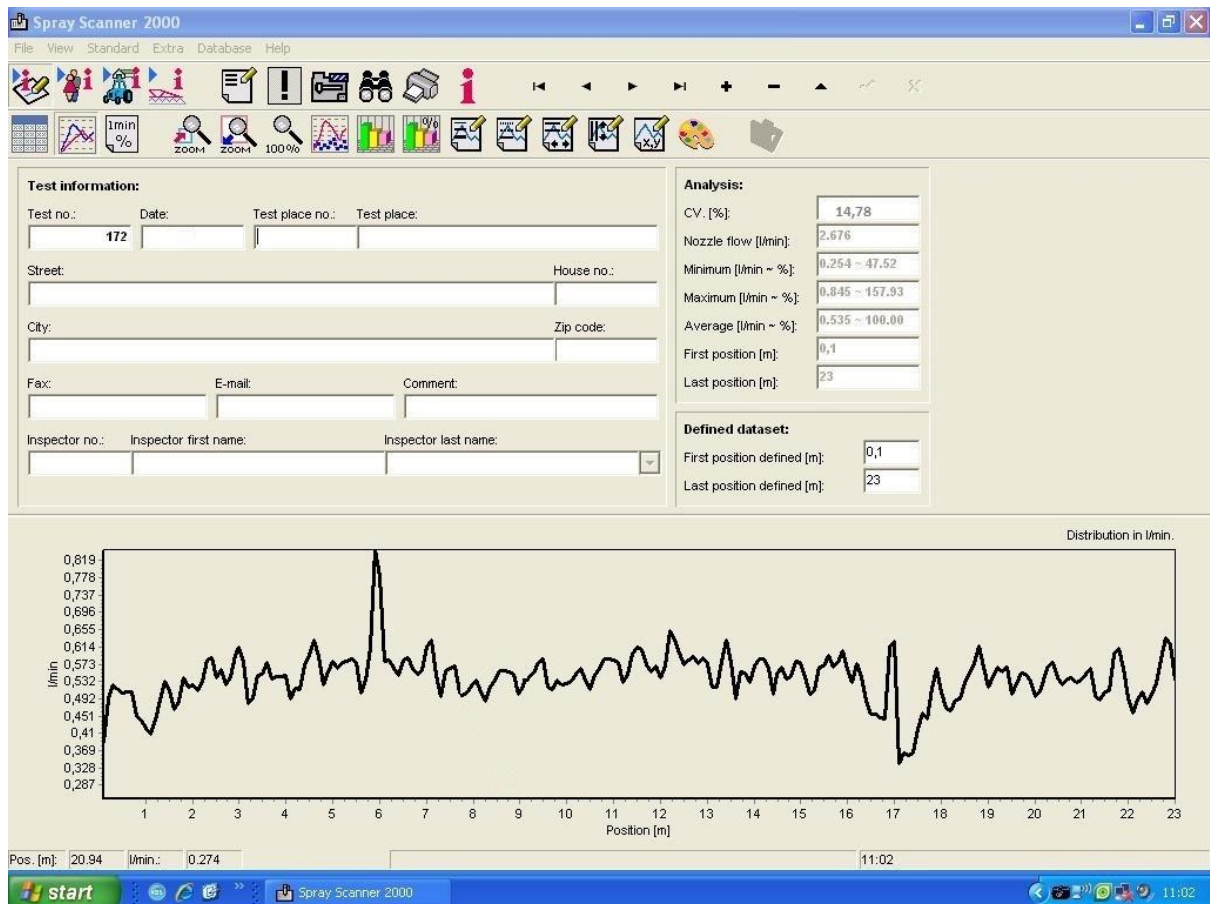 Spray Scanner 2000
File View Standard Extra Database Help
1min
%
ZOOM ZOOM 100% % x,y
Test information:
Test no.: Date: Test place no.: Test place:
172
Street: House no.:
City: Zip code:
Fax: E-mail: Comment:
Inspector no.: Inspector first name: Inspector last name:
Analysis:
CV. [%]: 14,78
Nozzle flow [l/min]: 2.676
Minimum [l/min ~ %]: 0.254 ~ 47.52
Maximum [l/min ~ %]: 0.845 ~ 157.93
Average [l/min ~ %]: 0.535 ~ 100.00
First position [m]: 0,1
Last position [m]: 23
Defined dataset:
First position defined [m]: 0,1
Last position defined [m]: 23
Distribution in l/min.
0,819
0,778
0,737
0,696
0,655
0,614
0,573
0,532
0,492
0,451
0,41
0,369
0,328
0,287
l/min
1 2 3 4 5 6 7 8 9 10 11 12 13 14 15 16 17 18 19 20 21 22 23
Position [m]
Pos. [m]: 20.94 l/min.: 0.274 11:02
start Spray Scanner 2000 11:02